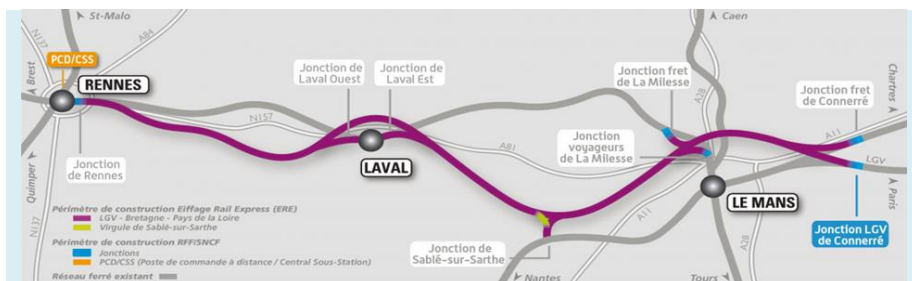 St-Malo
Caen
N137
A84
PCD/CSS
Brest
RENNES
Jonction de
Laval Ouest
Jonction de
Laval Est
Jonction fret
de La Milesse
A28
Jonction fret
de Connerré
Chartres
N157
A11
Jonction
de Rennes
LAVAL
A81
Jonction
voyageurs
de La Milesse
LGV
Quimper
LE MANS
Paris
Périmètre de construction Eiffage Rail Express (ERE)
LGV - Bretagne - Pays de la Loire
Virgule de Sablé-sur-Sarthe
A11
Jonction LGV
de Connerré
N137
Périmètre de construction RFF/SNCF
Jonctions
PCD/CSS (Poste de commande à distance / Central Sous-Station)
Jonction de
Sablé-sur-Sarthe
A28
Réseau ferré existant
Nantes
Tours